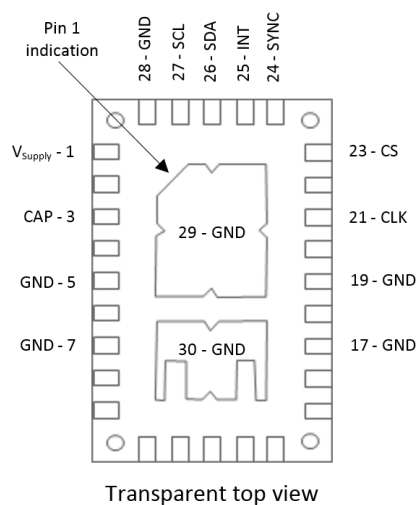 Pin 1
indication
28 - GND
27 - SCL
26 - SDA
25 - INT
24 - SYNC
VSupply - 1
23 - CS
CAP - 3
21 - CLK
29 - GND
GND - 5
19 - GND
GND - 7
30 - GND
17 - GND
Transparent top view